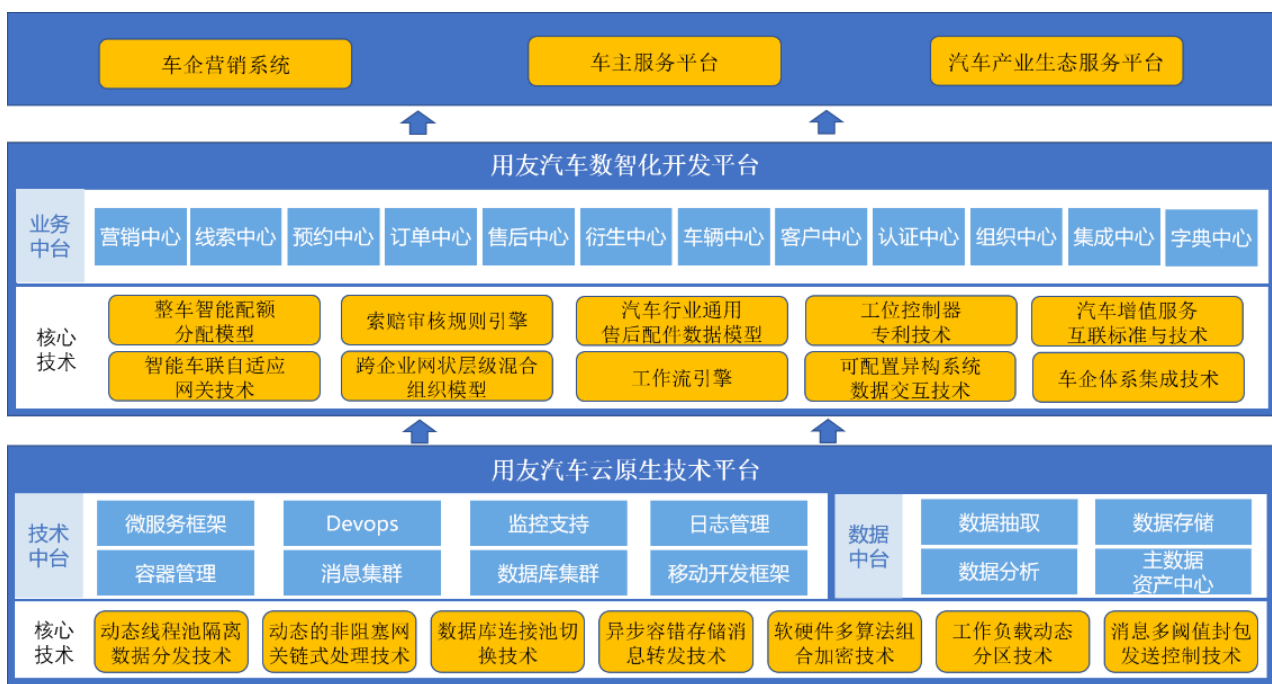 车企营销系统
车主服务平台
汽车产业生态服务平台
用友汽车数智化开发平台
业务
中台
营销中心
线索中心
预约中心
订单中心
售后中心
衍生中心
车辆中心
客户中心
认证中心
组织中心
集成中心
字典中心
核心
技术
整车智能配额
分配模型
索赔审核规则引擎
汽车行业通用
售后配件数据模型
工位控制器
专利技术
汽车增值服务
互联标准与技术
智能车联自适应
网关技术
跨企业网状层级混合
组织模型
工作流引擎
可配置异构系统
数据交互技术
车企体系集成技术
用友汽车云原生技术平台
技术
中台
微服务框架
Devops
监控支持
日志管理
容器管理
消息集群
数据库集群
移动开发框架
数据
中台
数据抽取
数据存储
数据分析
主数据
资产中心
核心
技术
动态线程池隔离
数据分发技术
动态的非阻塞网
关链式处理技术
数据库连接池切
换技术
异步容错存储消
息转发技术
软硬件多算法组
合加密技术
工作负载动态
分区技术
消息多阈值封包
发送控制技术